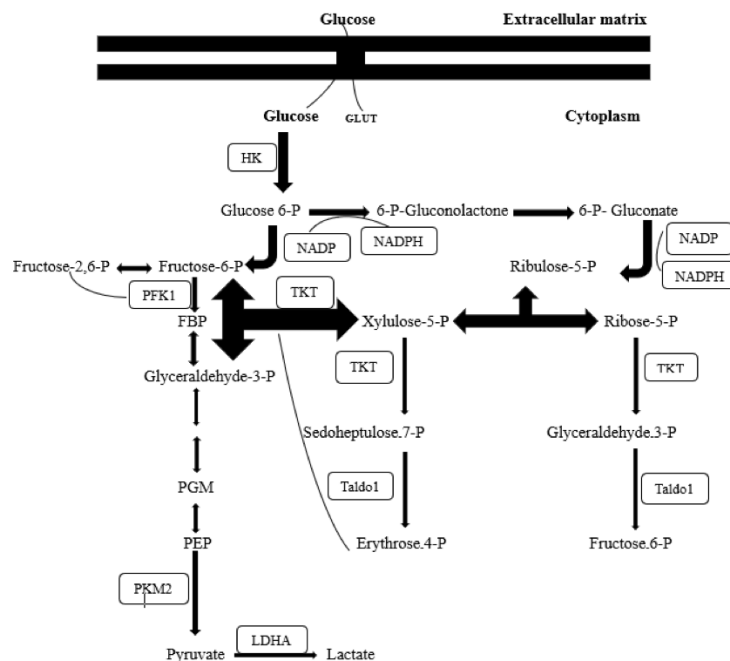 Glucose Extracellular matrix
Glucose GLUT Cytoplasm
HK
Glucose 6-P 6-P-Gluconolactone 6-P- Gluconate
NADP NADPH NADP
Fructose-2,6-P Fructose-6-P Ribulose-5-P NADPH
PFK1 TKT
FBP Xylulose-5-P Ribose-5-P
Glyceraldehyde-3-P TKT TKT
Sedoheptulose.7-P Glyceraldehyde.3-P
PGM Taldo1 Taldo1
PEP Erythrose.4-P Fructose.6-P
PKM2
LDHA
Pyruvate Lactate